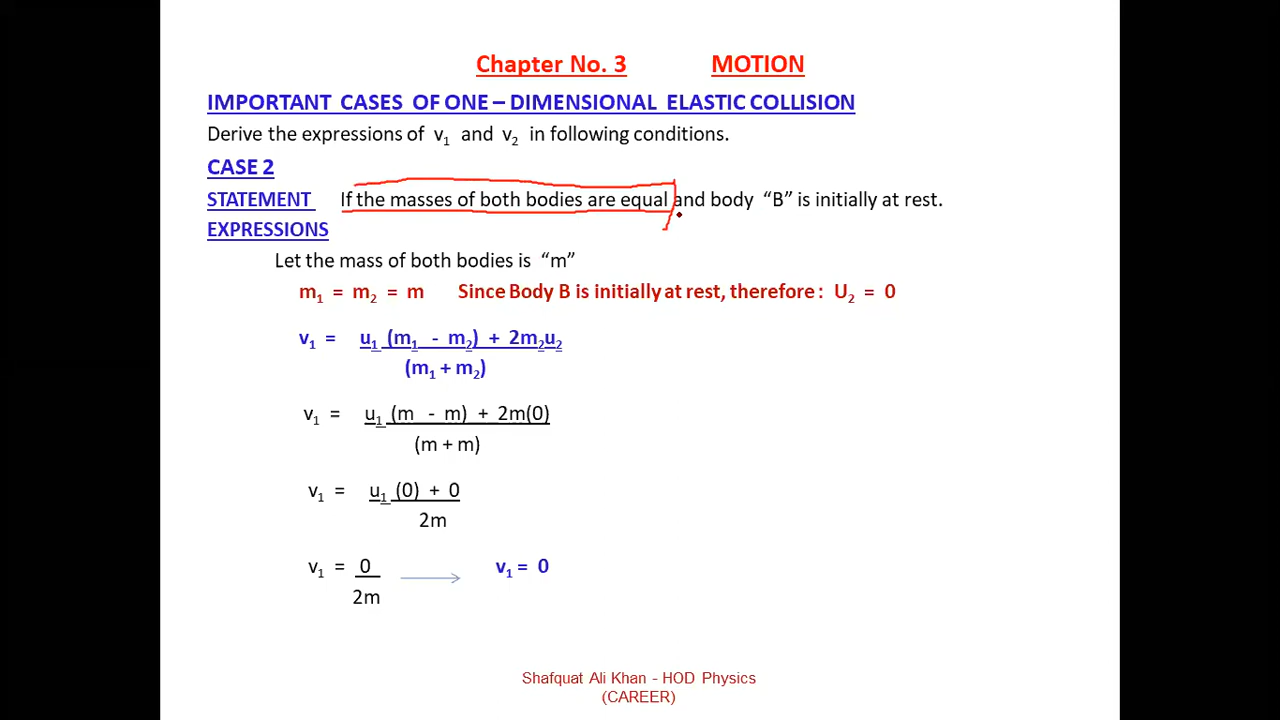 Chapter No. 3 MOTION
IMPORTANT CASES OF ONE – DIMENSIONAL ELASTIC COLLISION
Derive the expressions of v₁ and v₂ in following conditions.
CASE 2
STATEMENT If the masses of both bodies are equal and body “B” is initially at rest.
EXPRESSIONS
Let the mass of both bodies is “m”
m₁ = m₂ = m Since Body B is initially at rest, therefore : U₂ = 0
v₁ = u₁ (m₁ - m₂) + 2m₂u₂
(m₁ + m₂)
v₁ = u₁ (m - m) + 2m(0)
(m + m)
v₁ = u₁ (0) + 0
2m
v₁ = 0 → v₁ = 0
2m
Shafquat Ali Khan - HOD Physics
(CAREER)